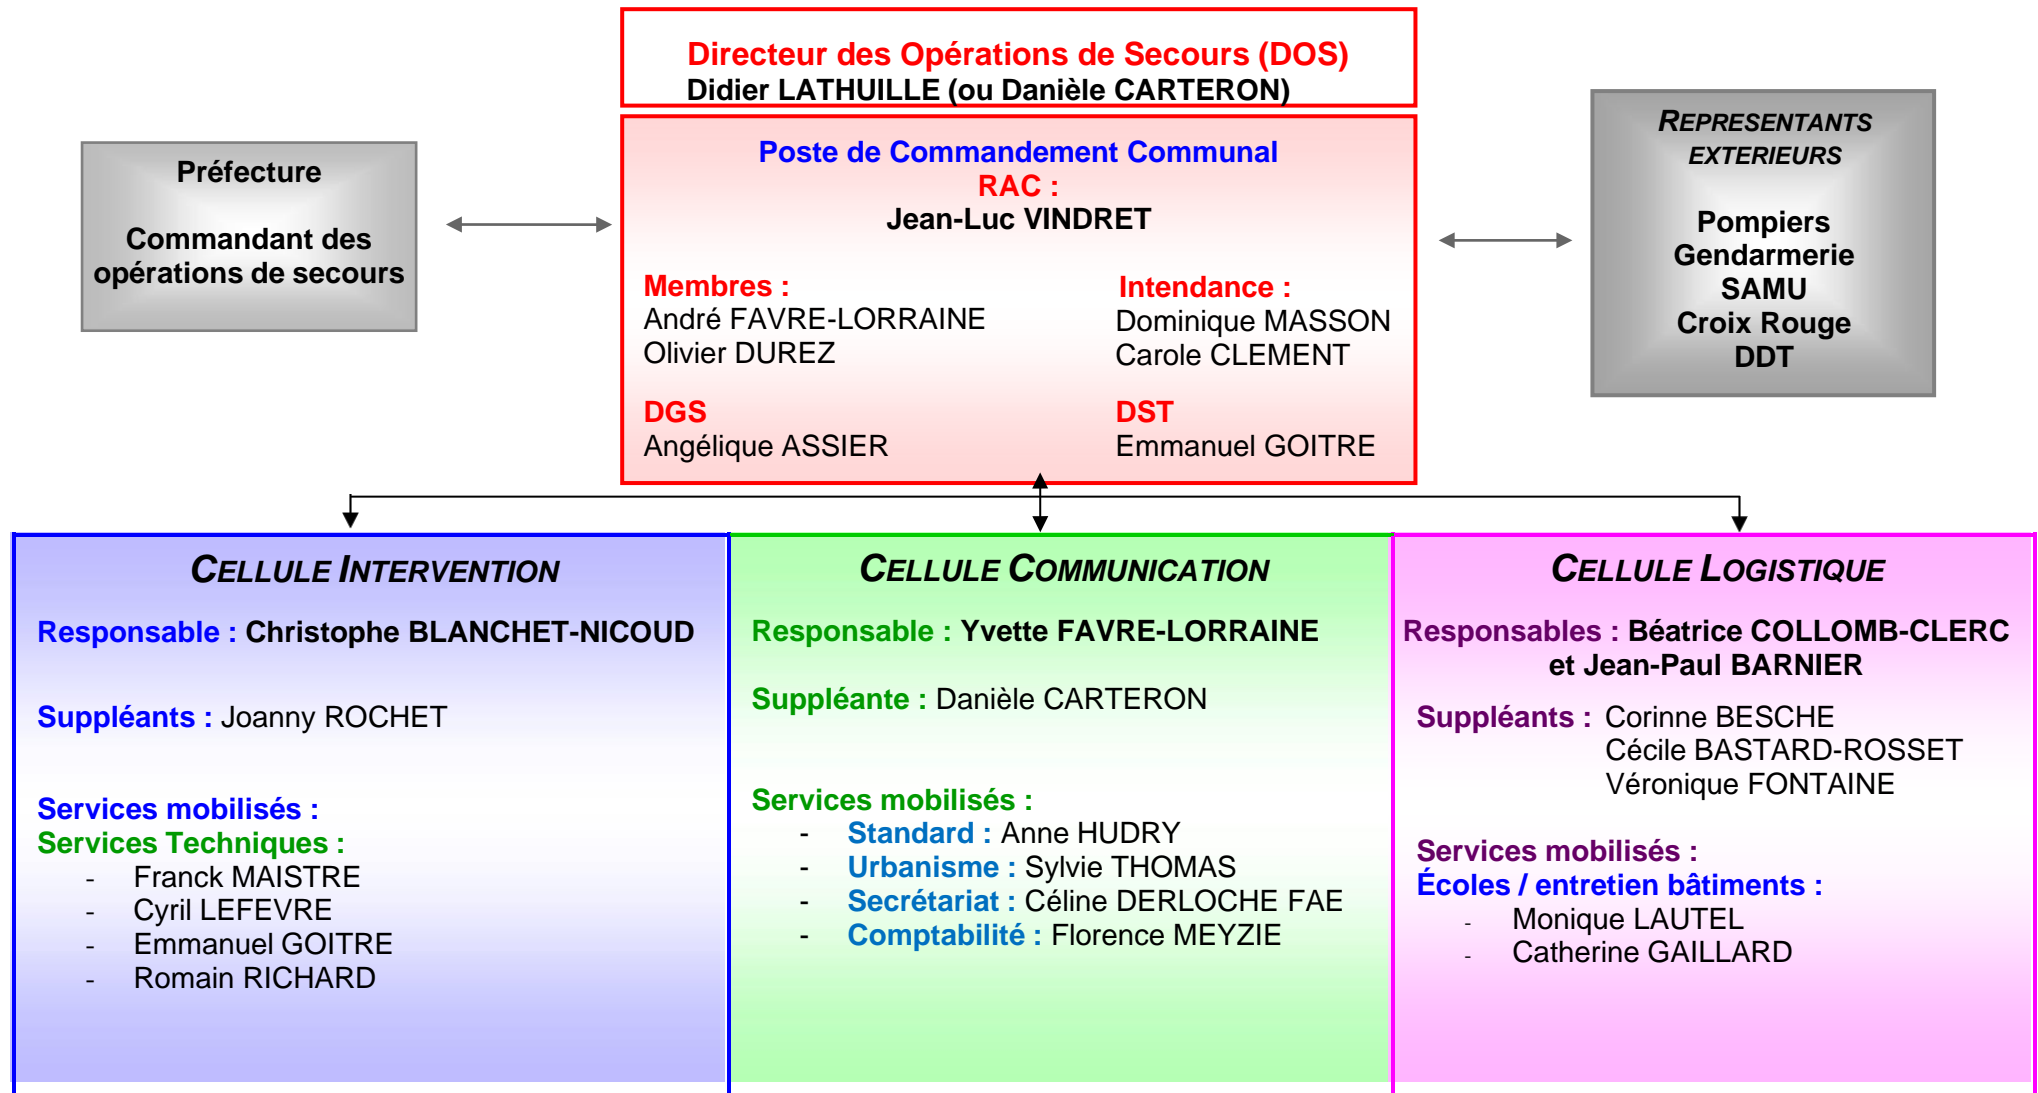 Directeur des Opérations de Secours (DOS)
Didier LATHUILLE (ou Danièle CARTERON)
Préfecture
Commandant des
opérations de secours
Poste de Commandement Communal
RAC :
Jean-Luc VINDRET
Membres :
André FAVRE-LORRAINE
Olivier DUREZ
Intendance :
Dominique MASSON
Carole CLEMENT
DGS
Angélique ASSIER
DST
Emmanuel GOITRE
REPRESENTANTS
EXTERIEURS
Pompiers
Gendarmerie
SAMU
Croix Rouge
DDT
CELLULE INTERVENTION
Responsable : Christophe BLANCHET-NICOUD
Suppléants : Joanny ROCHET
Services mobilisés :
Services Techniques :
- Franck MAISTRE
- Cyril LEFEVRE
- Emmanuel GOITRE
- Romain RICHARD
CELLULE COMMUNICATION
Responsable : Yvette FAVRE-LORRAINE
Suppléante : Danièle CARTERON
Services mobilisés :
- Standard : Anne HUDRY
- Urbanisme : Sylvie THOMAS
- Secrétariat : Céline DERLOCHE FAE
- Comptabilité : Florence MEYZIE
CELLULE LOGISTIQUE
Responsables : Béatrice COLLOMB-CLERC
et Jean-Paul BARNIER
Suppléants : Corinne BESCHE
Cécile BASTARD-ROSSET
Véronique FONTAINE
Services mobilisés :
Écoles / entretien bâtiments :
- Monique LAUTEL
- Catherine GAILLARD